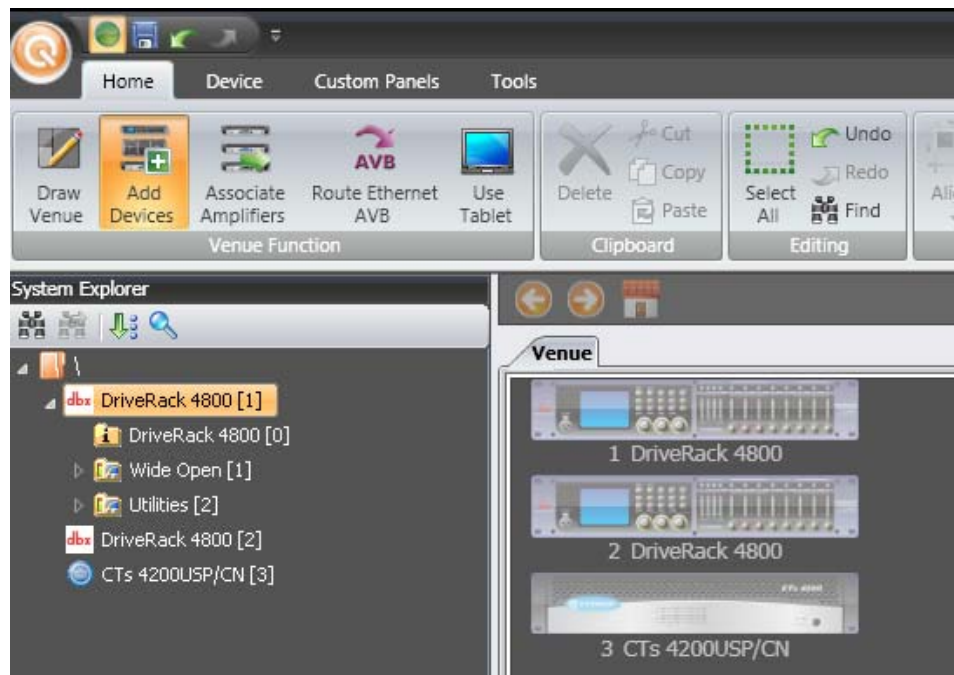 Home Device Custom Panels Tools
Draw Venue
Add Devices
Associate Amplifiers
AVB
Route Ethernet AVB
Use Tablet
Venue Function
Delete
Cut
Copy
Paste
Clipboard
Select All
Undo
Redo
Find
Editing
System Explorer
\
dbx DriveRack 4800 [1]
DriveRack 4800 [0]
Wide Open [1]
Utilities [2]
dbx DriveRack 4800 [2]
CTs 4200USP/CN [3]
Venue
1 DriveRack 4800
2 DriveRack 4800
3 CTs 4200USP/CN